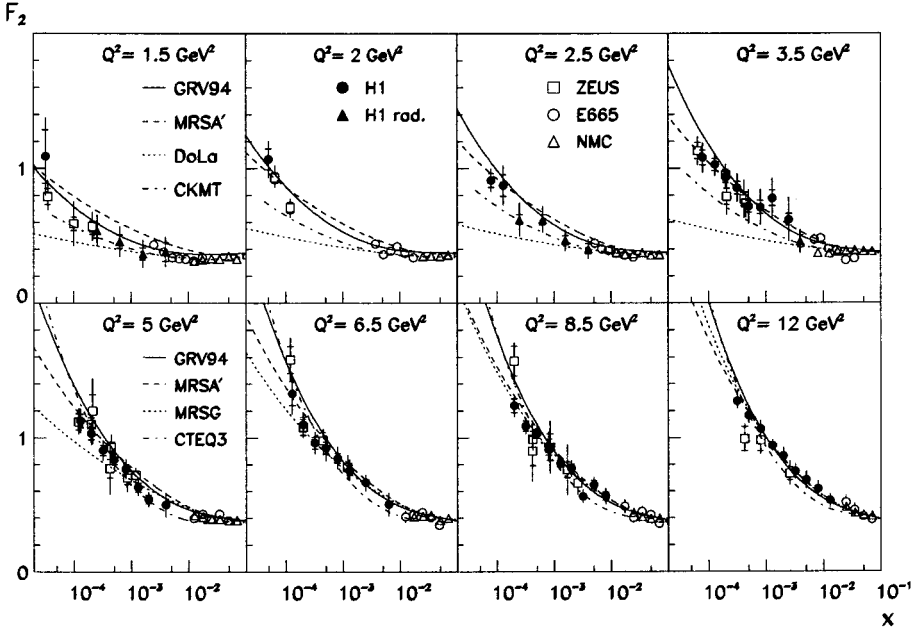 F₂
Q² = 1.5 GeV²
Q² = 2 GeV²
Q² = 2.5 GeV²
Q² = 3.5 GeV²
GRV94
MRSA′
DoLa
CKMT
H1
H1 rad.
ZEUS
E665
NMC
1
0
Q² = 5 GeV²
Q² = 6.5 GeV²
Q² = 8.5 GeV²
Q² = 12 GeV²
GRV94
MRSA′
MRSG
CTEQ3
1
0
10⁻⁴ 10⁻³ 10⁻² 10⁻⁴ 10⁻³ 10⁻² 10⁻⁴ 10⁻³ 10⁻² 10⁻⁴ 10⁻³ 10⁻² 10⁻¹
x